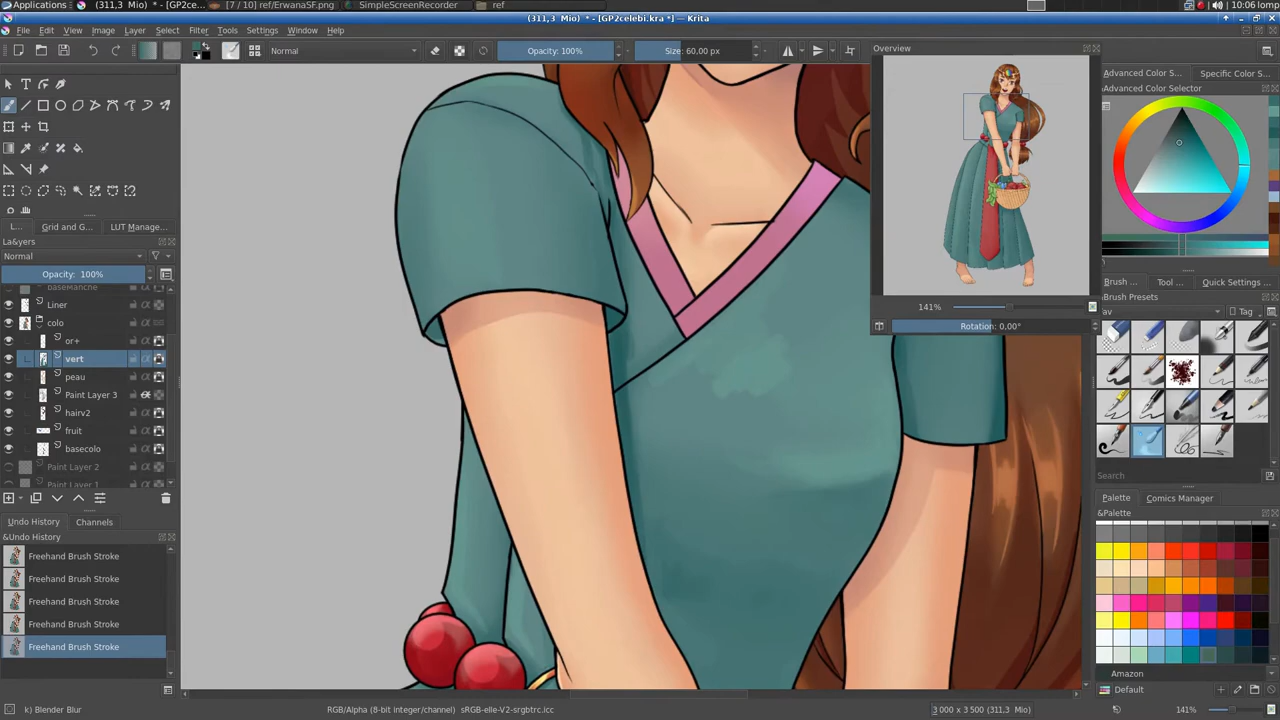 Applications (311,3 Mio) * - [GP2ce... [7 / 10] ref/ErwanaSF.png SimpleScreenRecorder ref 10:06 lomp
(311,3 Mio) * - [GP2celebi.kra *] — Krita
File Edit View Image Layer Select Filter Tools Settings Window Help
Normal Opacity: 100% Size: 60,00 px
Overview
141%
Rotation: 0,00°
Advanced Color S... Specific Color S...
Advanced Color Selector
L... Grid and G... LUT Manage...
La&yers
Normal
Opacity: 100%
baseManche
Liner
colo
or+
vert
peau
Paint Layer 3
hairv2
fruit
basecolo
Paint Layer 2
Paint Layer 1
Undo History Channels
&Undo History
Freehand Brush Stroke
Freehand Brush Stroke
Freehand Brush Stroke
Freehand Brush Stroke
Freehand Brush Stroke
Brush ... Tool ... Quick Settings ...
Brush Presets
Fav Tag
Search
Palette Comics Manager
&Palette
Amazon
Default
k) Blender Blur RGB/Alpha (8-bit integer/channel) sRGB-elle-V2-srgbtrc.icc 3 000 x 3 500 (311,3 Mio) 141%